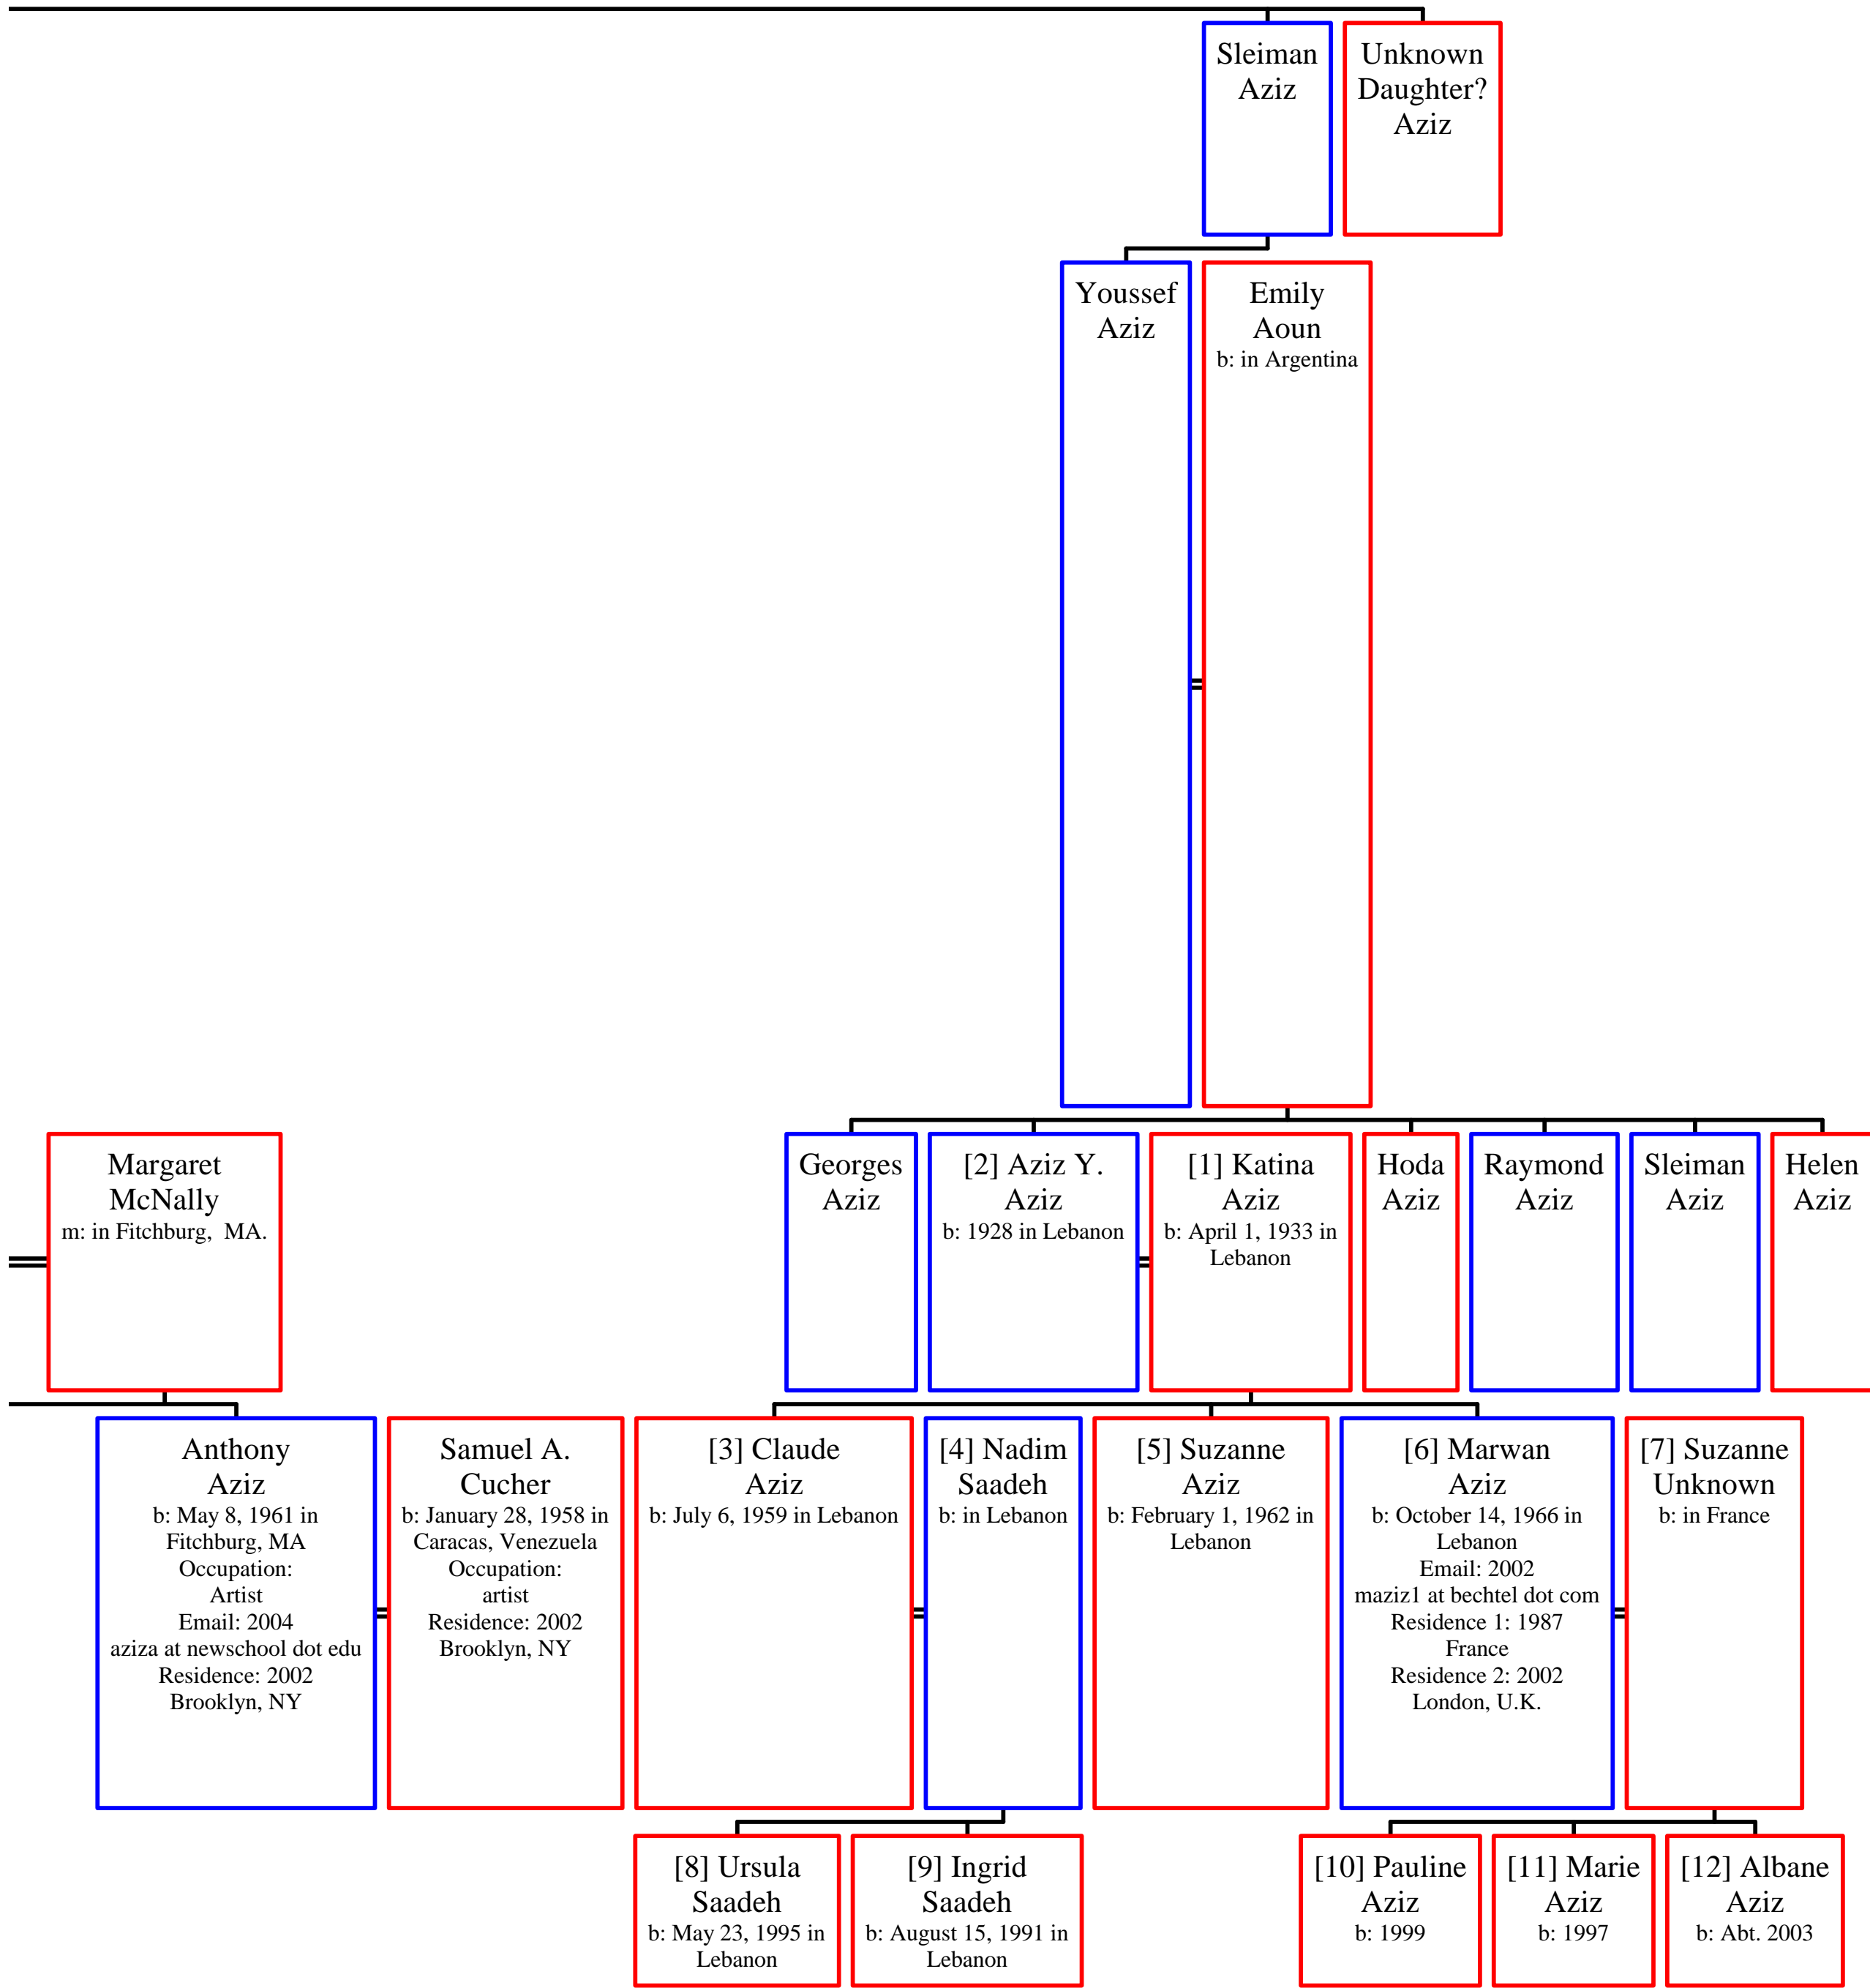 Sleiman
Aziz
Unknown
Daughter?
Aziz
Youssef
Aziz
Emily
Aoun
b: in Argentina
Margaret
McNally
m: in Fitchburg, MA.
Georges
Aziz
[2] Aziz Y.
Aziz
b: 1928 in Lebanon
[1] Katina
Aziz
b: April 1, 1933 in
Lebanon
Hoda
Aziz
Raymond
Aziz
Sleiman
Aziz
Helen
Aziz
Anthony
Aziz
b: May 8, 1961 in
Fitchburg, MA
Occupation:
Artist
Email: 2004
aziza at newschool dot edu
Residence: 2002
Brooklyn, NY
Samuel A.
Cucher
b: January 28, 1958 in
Caracas, Venezuela
Occupation:
artist
Residence: 2002
Brooklyn, NY
[3] Claude
Aziz
b: July 6, 1959 in Lebanon
[4] Nadim
Saadeh
b: in Lebanon
[5] Suzanne
Aziz
b: February 1, 1962 in
Lebanon
[6] Marwan
Aziz
b: October 14, 1966 in
Lebanon
Email: 2002
maziz1 at bechtel dot com
Residence 1: 1987
France
Residence 2: 2002
London, U.K.
[7] Suzanne
Unknown
b: in France
[8] Ursula
Saadeh
b: May 23, 1995 in
Lebanon
[9] Ingrid
Saadeh
b: August 15, 1991 in
Lebanon
[10] Pauline
Aziz
b: 1999
[11] Marie
Aziz
b: 1997
[12] Albane
Aziz
b: Abt. 2003